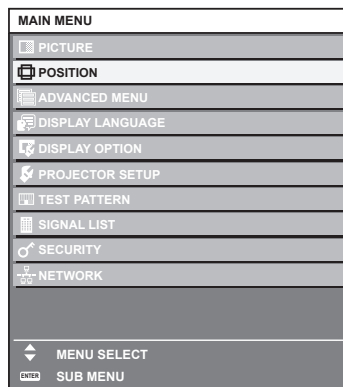 MAIN MENU
PICTURE
POSITION
ADVANCED MENU
DISPLAY LANGUAGE
DISPLAY OPTION
PROJECTOR SETUP
TEST PATTERN
SIGNAL LIST
SECURITY
NETWORK
MENU SELECT
ENTER SUB MENU